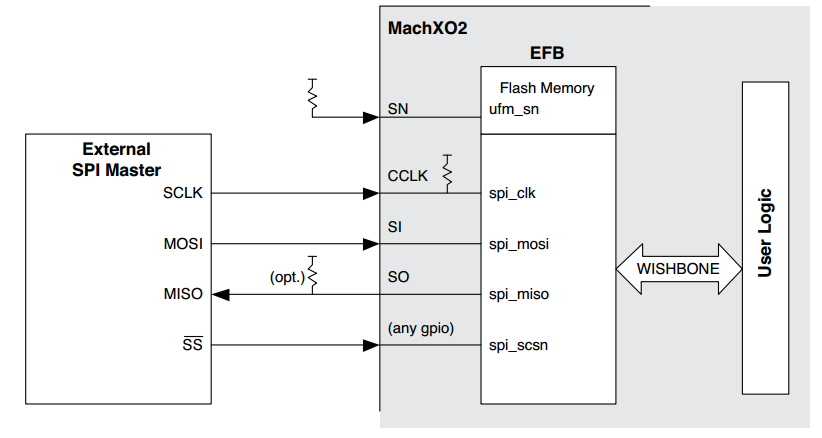 MachXO2
EFB
Flash Memory
SN
ufm_sn
External
SPI Master
CCLK
SCLK
spi_clk
SI
MOSI
spi_mosi
WISHBONE
User Logic
(opt.)
SO
MISO
spi_miso
(any gpio)
SS
spi_scsn